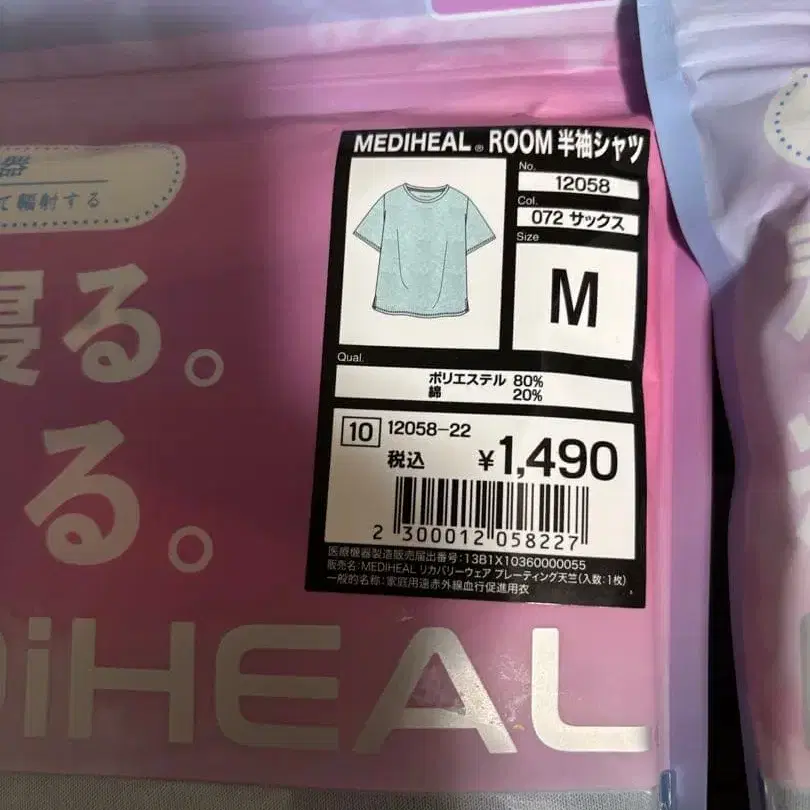 MEDIHEAL® ROOM 半袖シャツ
No.
12058
Col.
072 サックス
Size
M
Qual.
ポリエステル 80%
綿 20%
10 12058-22
税込 ¥1,490
2 300012 058227
医療機器製造販売届出番号:13B1X10360000055
販売名:MEDIHEAL リカバリーウェア プレーティング天竺(入数:1枚)
一般的名称:家庭用遠赤外線血行促進用衣
器
て輻射する
寝る。
る。
DiHEAL